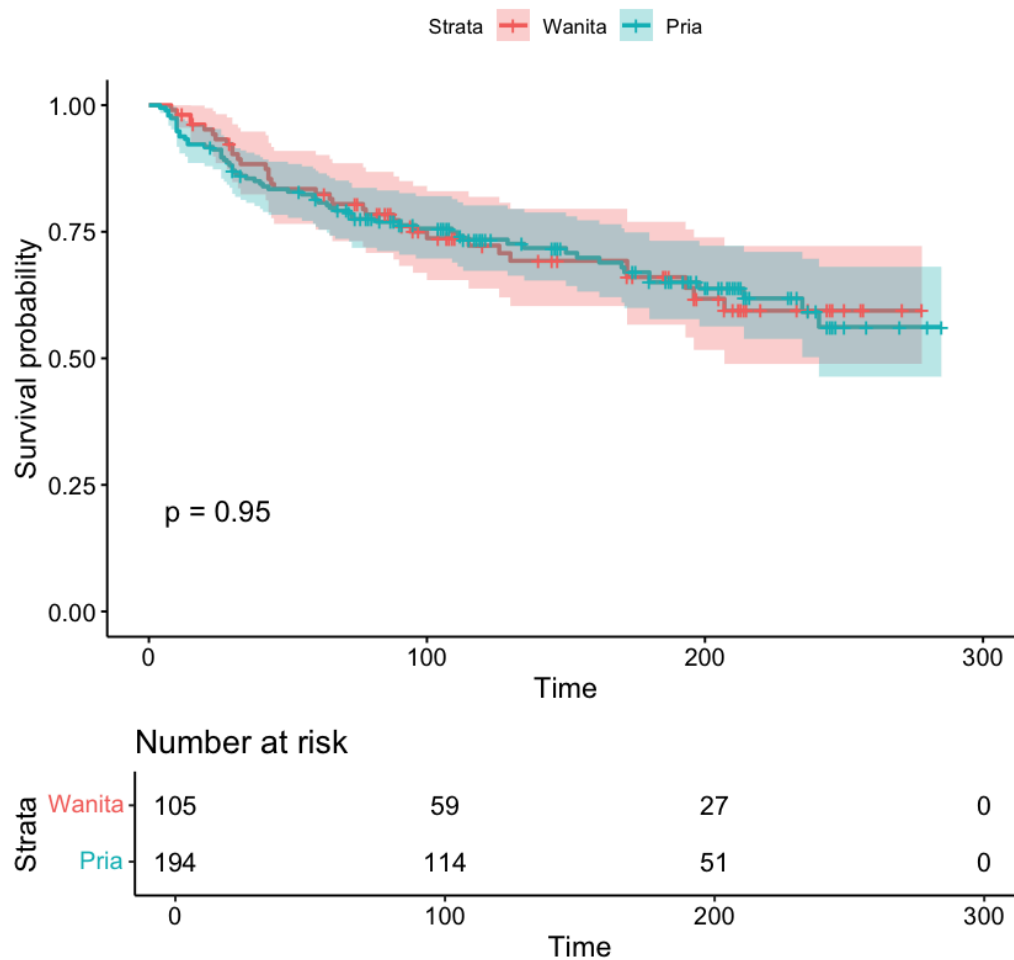 Strata Wanita Pria
1.00
0.75
0.50
0.25
0.00
Survival probability
p = 0.95
0 100 200 300
Time
Number at risk
Strata
Wanita 105 59 27 0
Pria 194 114 51 0
0 100 200 300
Time